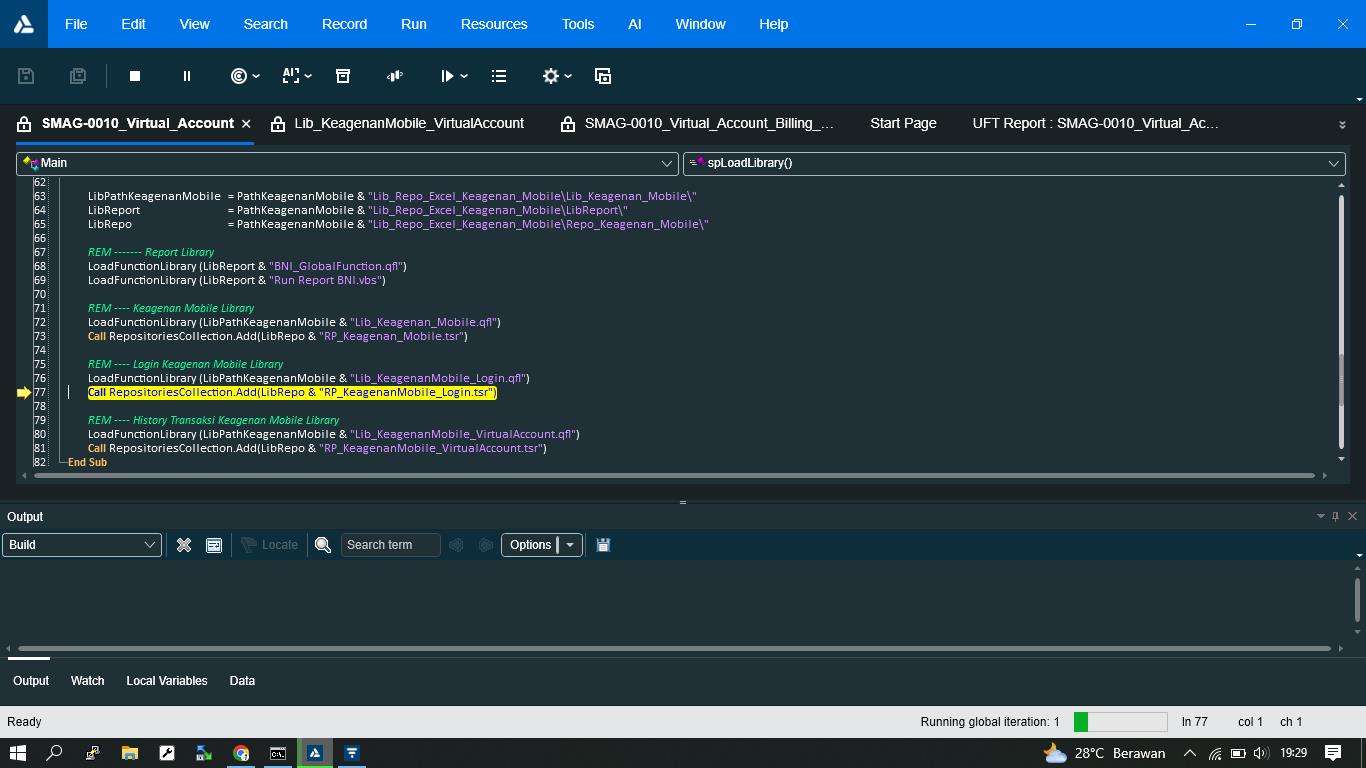 File Edit View Search Record Run Resources Tools AI Window Help
AI
SMAG-0010_Virtual_Account Lib_KeagenanMobile_VirtualAccount SMAG-0010_Virtual_Account_Billing_... Start Page UFT Report : SMAG-0010_Virtual_Ac...
Main spLoadLibrary()
62
63 LibPathKeagenanMobile = PathKeagenanMobile & "Lib_Repo_Excel_Keagenan_Mobile\Lib_Keagenan_Mobile\"
64 LibReport = PathKeagenanMobile & "Lib_Repo_Excel_Keagenan_Mobile\LibReport\"
65 LibRepo = PathKeagenanMobile & "Lib_Repo_Excel_Keagenan_Mobile\Repo_Keagenan_Mobile\"
66
67 REM ------- Report Library
68 LoadFunctionLibrary (LibReport & "BNI_GlobalFunction.qfl")
69 LoadFunctionLibrary (LibReport & "Run Report BNI.vbs")
70
71 REM ---- Keagenan Mobile Library
72 LoadFunctionLibrary (LibPathKeagenanMobile & "Lib_Keagenan_Mobile.qfl")
73 Call RepositoriesCollection.Add(LibRepo & "RP_Keagenan_Mobile.tsr")
74
75 REM ---- Login Keagenan Mobile Library
76 LoadFunctionLibrary (LibPathKeagenanMobile & "Lib_KeagenanMobile_Login.qfl")
77 Call RepositoriesCollection.Add(LibRepo & "RP_KeagenanMobile_Login.tsr")
78
79 REM ---- History Transaksi Keagenan Mobile Library
80 LoadFunctionLibrary (LibPathKeagenanMobile & "Lib_KeagenanMobile_VirtualAccount.qfl")
81 Call RepositoriesCollection.Add(LibRepo & "RP_KeagenanMobile_VirtualAccount.tsr")
82 End Sub
Output
Build Locate Search term Options
Output Watch Local Variables Data
Ready Running global iteration: 1 ln 77 col 1 ch 1
28°C Berawan 19:29